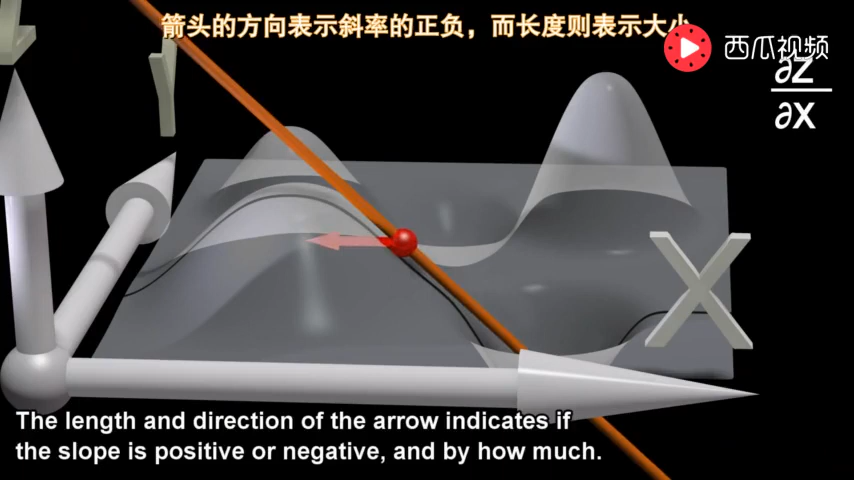 箭头的方向表示斜率的正负，而长度则表示大小
西瓜视频
∂z
∂x
Y
X
The length and direction of the arrow indicates if
the slope is positive or negative, and by how much.